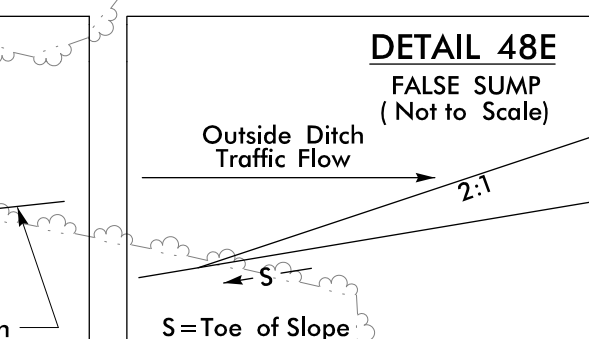 DETAIL 48E
FALSE SUMP
( Not to Scale)
Outside Ditch
Traffic Flow
2:1
S
S=Toe of Slope